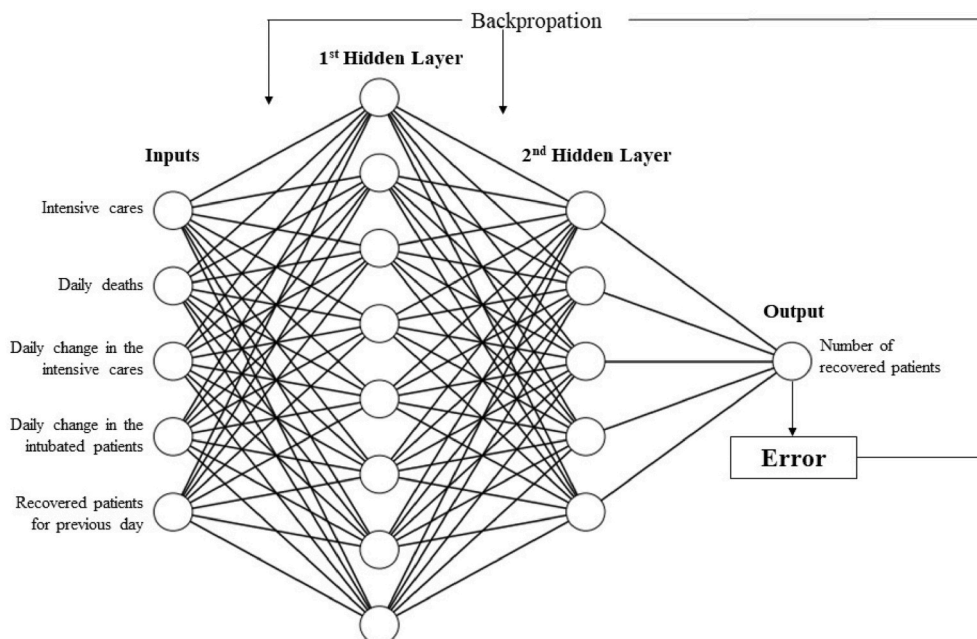 Backpropation
1st Hidden Layer
Inputs
2nd Hidden Layer
Intensive cares
Daily deaths
Daily change in the
intensive cares
Daily change in the
intubated patients
Recovered patients
for previous day
Output
Number of
recovered patients
Error